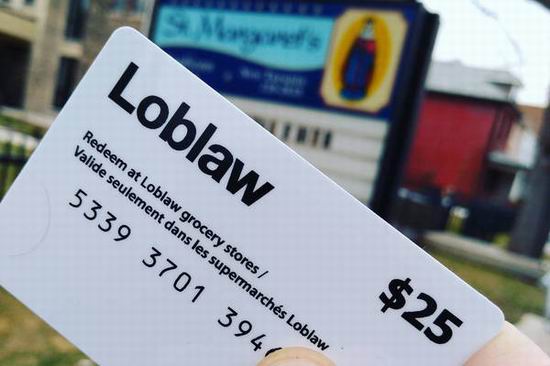 St. Margaret's
Loblaw
Redeem at Loblaw grocery stores /
Valide seulement dans les supermarchés Loblaw
5339 3701 394
$25